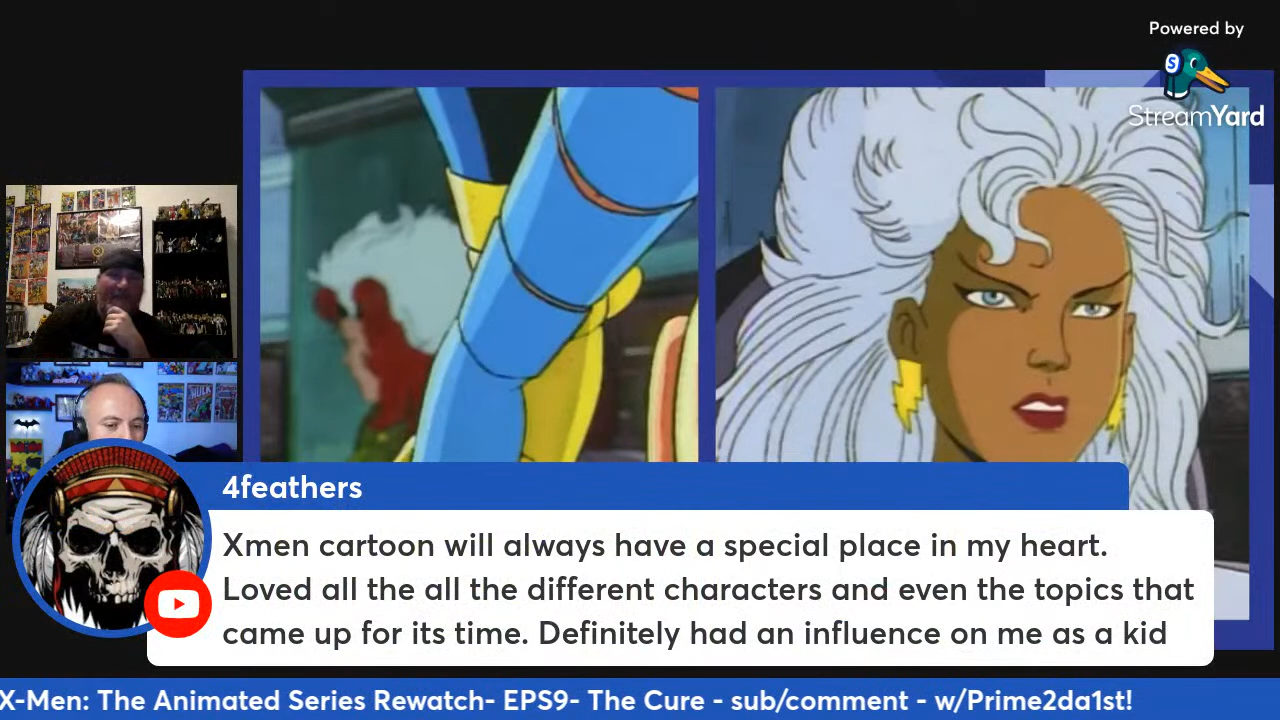 Powered by
StreamYard
4feathers
Xmen cartoon will always have a special place in my heart.
Loved all the all the different characters and even the topics that
came up for its time. Definitely had an influence on me as a kid
X-Men: The Animated Series Rewatch- EPS9- The Cure - sub/comment - w/Prime2da1st!